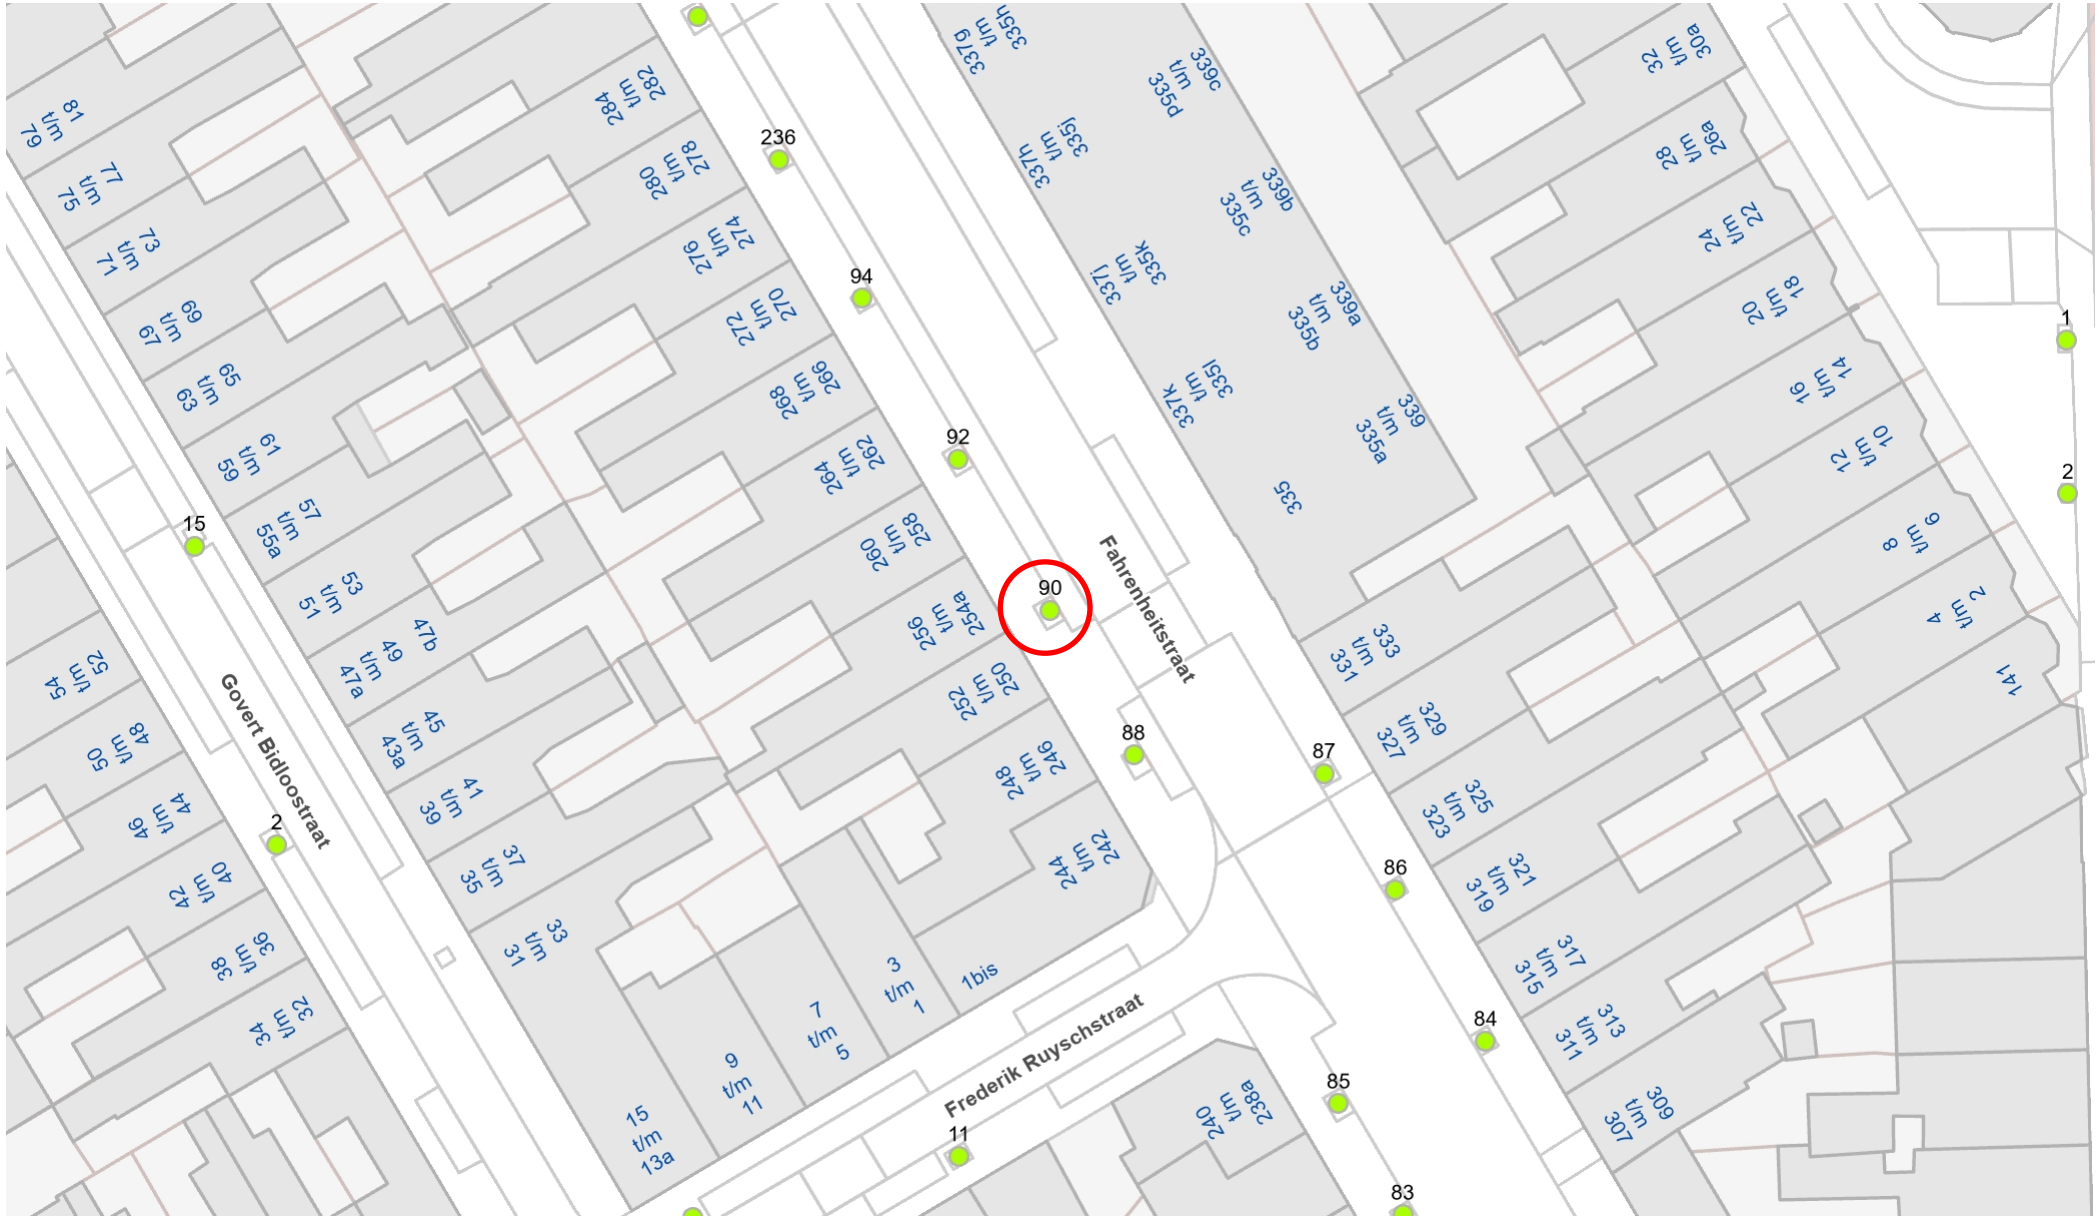 335h
t/m
337g
339c
t/m
335d
30a
t/m
32
81
t/m
79
282
t/m
284
236
335j
t/m
337h
26a
t/m
28
77
t/m
75
278
t/m
280
339b
t/m
335c
22
t/m
24
73
t/m
71
274
t/m
276
94
335k
t/m
337j
339a
t/m
335b
18
t/m
20
1
69
t/m
67
270
t/m
272
335l
t/m
337k
14
t/m
16
65
t/m
63
266
t/m
268
339
t/m
335a
10
t/m
12
61
t/m
59
262
t/m
264
92
335
2
57
t/m
55a
15
258
t/m
260
6
t/m
8
53
t/m
51
254a
t/m
256
90
Fahrenheitstraat
333
t/m
331
2
t/m
4
47b
49
t/m
47a
250
t/m
252
141
52
t/m
54
Govert Bidloostraat
45
t/m
43a
246
t/m
248
88
87
329
t/m
327
48
t/m
50
41
t/m
39
325
t/m
323
44
t/m
46
2
37
t/m
35
242
t/m
244
86
321
t/m
319
40
t/m
42
33
t/m
31
317
t/m
315
36
t/m
38
3
t/m
1
1bis
313
t/m
311
32
t/m
34
7
t/m
5
Frederik Ruyschstraat
84
9
t/m
11
238a
t/m
240
85
309
t/m
307
15
t/m
13a
11
83